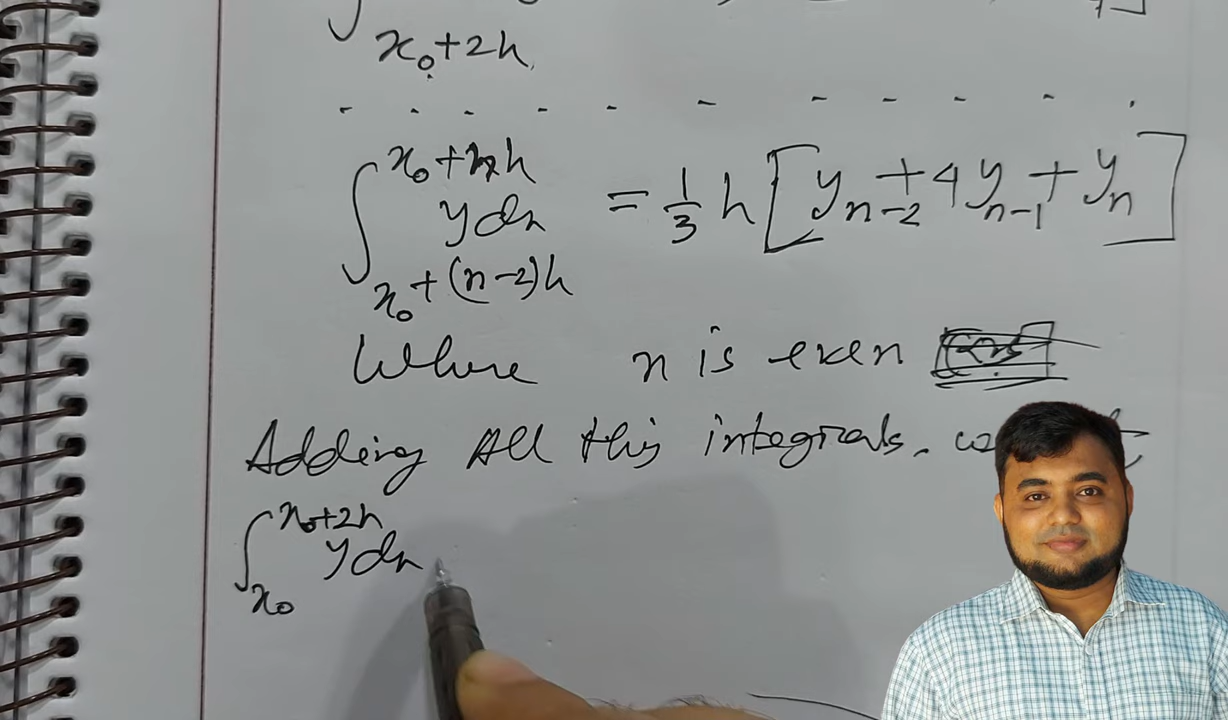 ∫ x₀+2h
- - - - - - - - - - -
∫_{x₀+(n-2)h}^{x₀+nh} y dx = 1/3 h [y_{n-2} + 4y_{n-1} + y_n]
Where n is even
Adding All this integrals.
∫_{x₀}^{x₀+2h} y dx